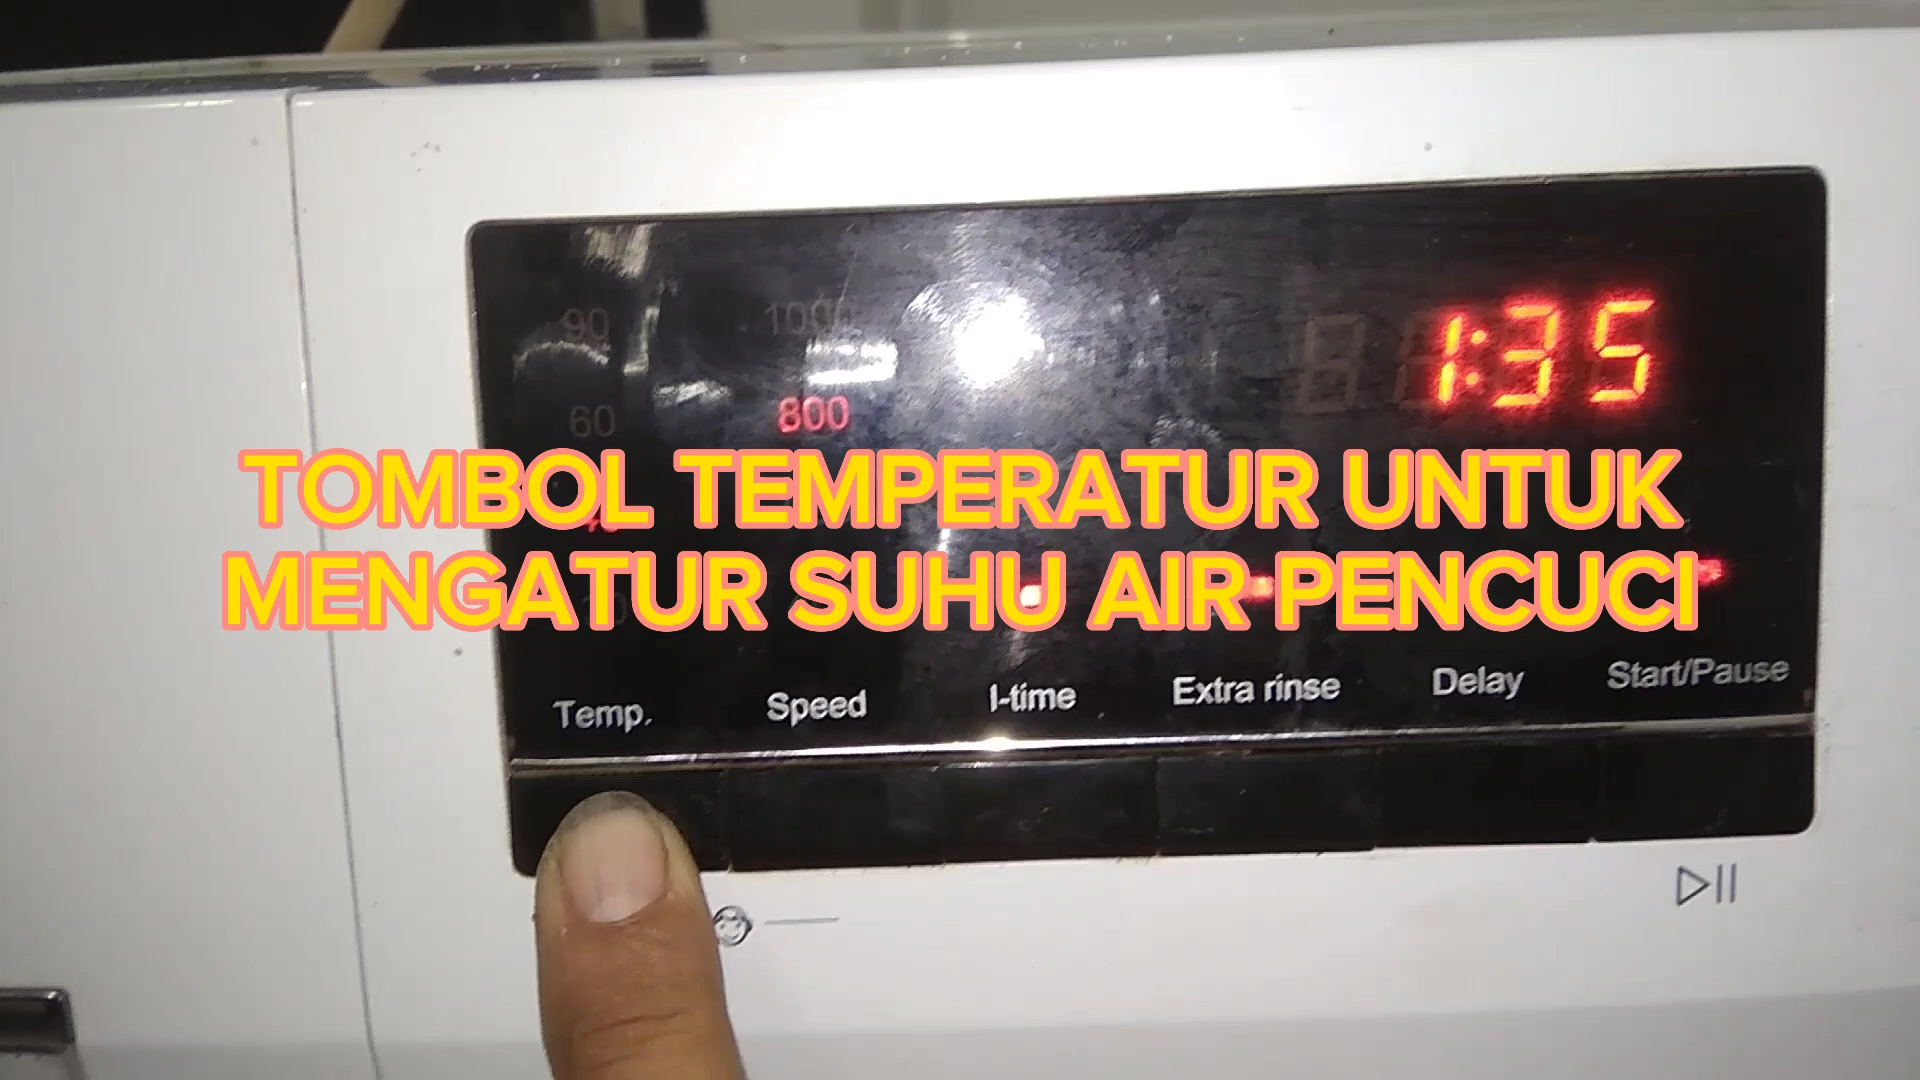 90
1000
1:35
60
800
TOMBOL TEMPERATUR UNTUK
MENGATUR SUHU AIR PENCUCI
Temp.
Speed
I-time
Extra rinse
Delay
Start/Pause